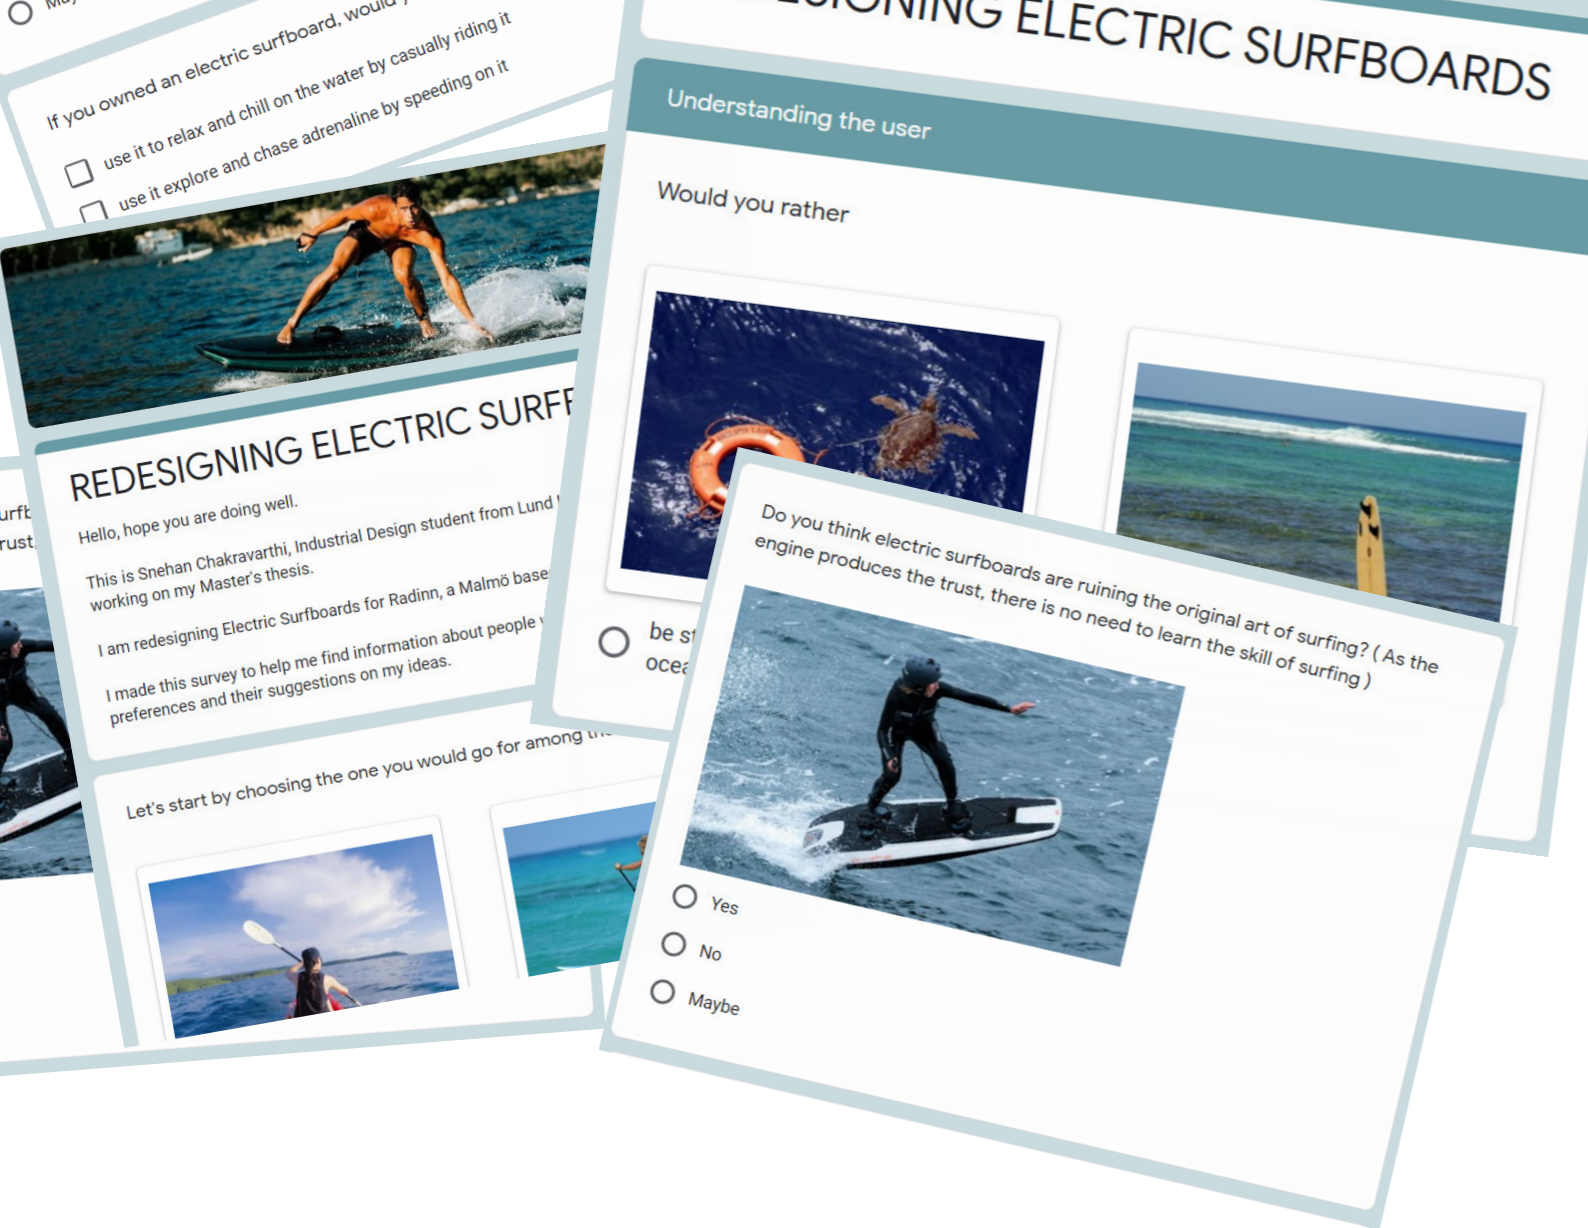 If you owned an electric surfboard, would
use it to relax and chill on the water by casually riding it
use it explore and chase adrenaline by speeding on it
ELECTRIC SURFBOARDS
Understanding the user
Would you rather
be
REDESIGNING ELECTRIC
Hello, hope you are doing well.
This is Snehan Chakravarthi, Industrial Design student from Lund
working on my Master's thesis.
I am redesigning Electric Surfboards for Radinn, a Malmö
I made this survey to help me find information about people
preferences and their suggestions on my ideas.
Let's start by choosing the one you would go for among
Do you think electric surfboards are ruining the original art of surfing? ( As the
engine produces the trust, there is no need to learn the skill of surfing )
Yes
No
Maybe